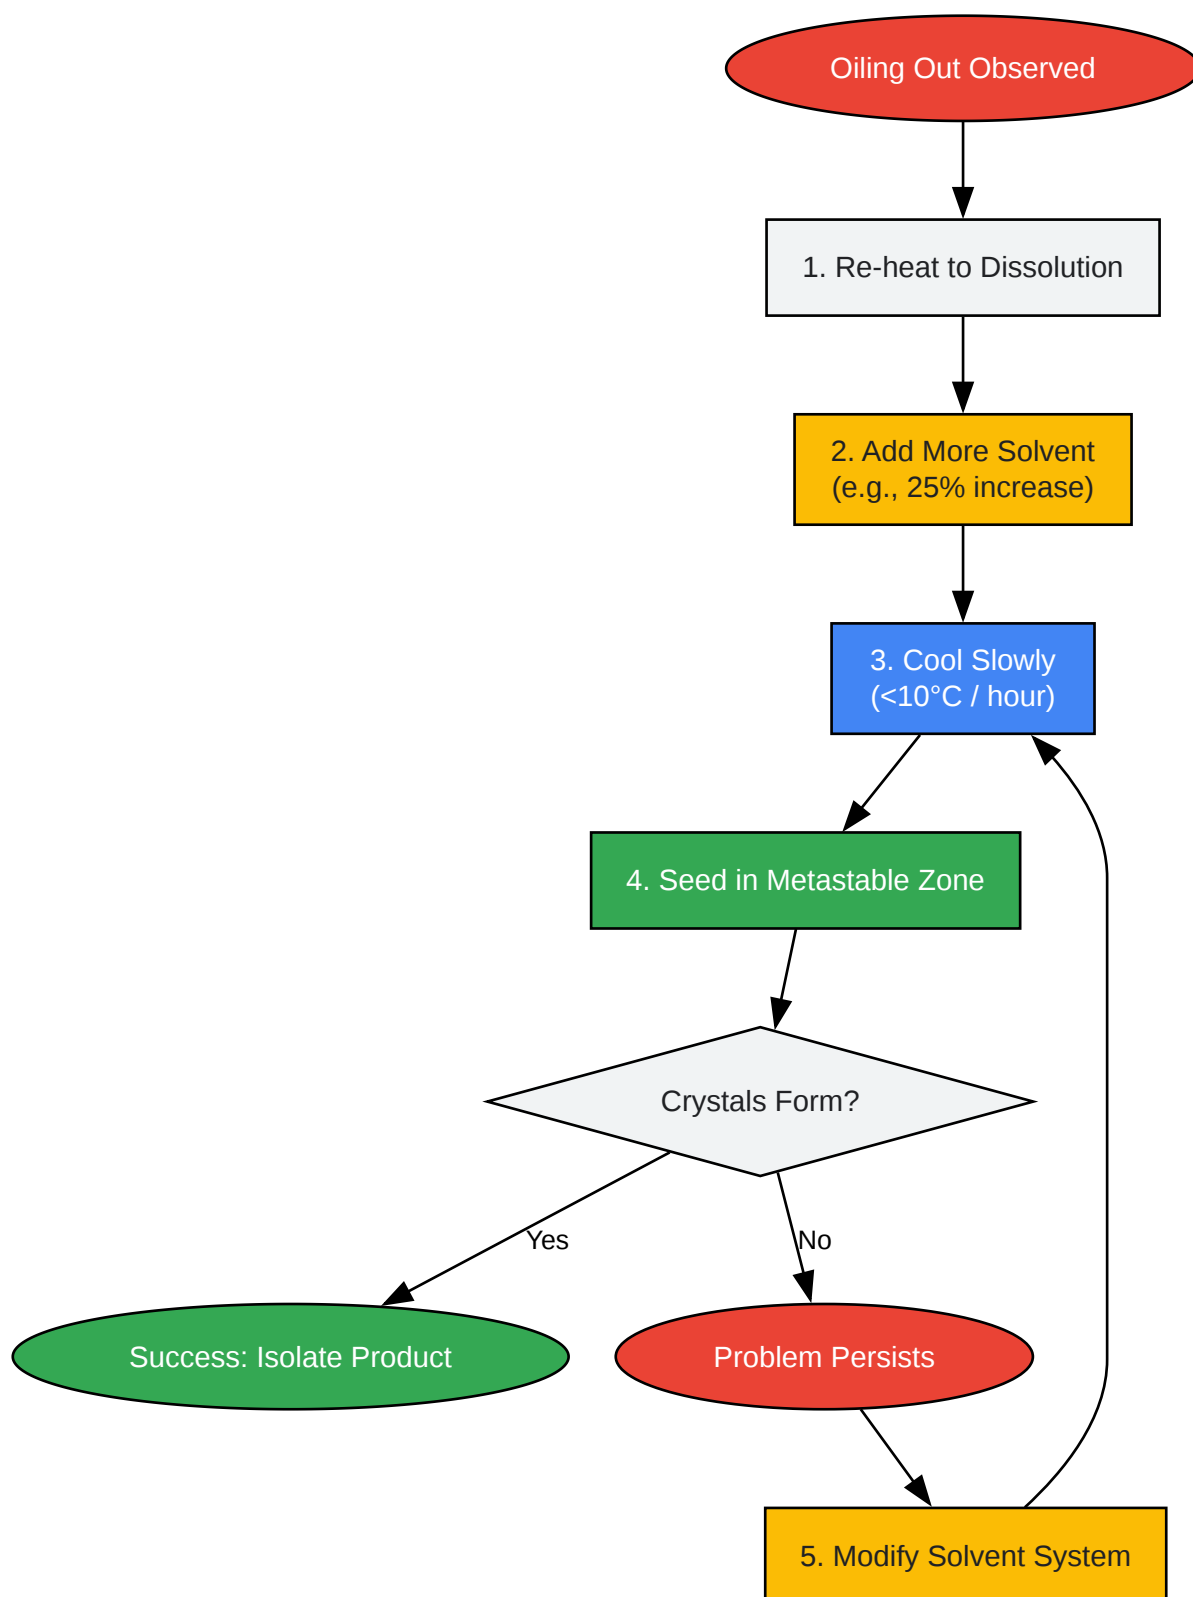 Oiling Out Observed
1. Re-heat to Dissolution
2. Add More Solvent
(e.g., 25% increase)
3. Cool Slowly
(<10°C / hour)
4. Seed in Metastable Zone
Crystals Form?
Yes
No
Success: Isolate Product
Problem Persists
5. Modify Solvent System